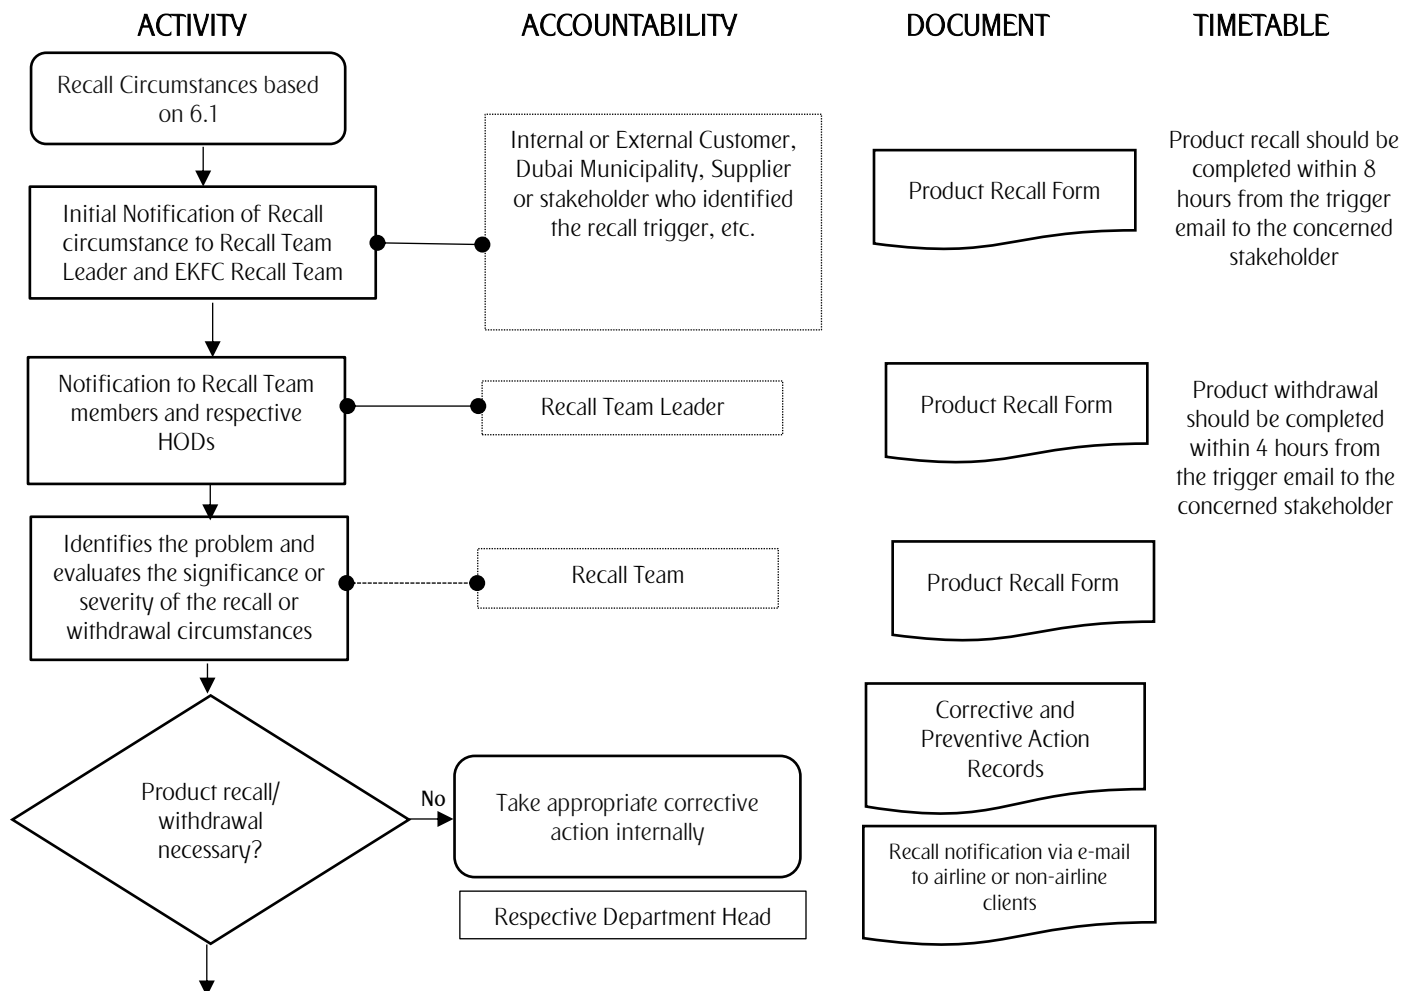 ACTIVITY
ACCOUNTABILITY
DOCUMENT
TIMETABLE
Recall Circumstances based
on 6.1
Initial Notification of Recall
circumstance to Recall Team
Leader and EKFC Recall Team
Internal or External Customer,
Dubai Municipality, Supplier
or stakeholder who identified
the recall trigger, etc.
Product Recall Form
Product recall should be
completed within 8
hours from the trigger
email to the concerned
stakeholder
Notification to Recall Team
members and respective
HODs
Recall Team Leader
Product Recall Form
Product withdrawal
should be completed
within 4 hours from
the trigger email to the
concerned stakeholder
Identifies the problem and
evaluates the significance or
severity of the recall or
withdrawal circumstances
Recall Team
Product Recall Form
Product recall/
withdrawal
necessary?
No
Take appropriate corrective
action internally
Respective Department Head
Corrective and
Preventive Action
Records
Recall notification via e-mail
to airline or non-airline
clients